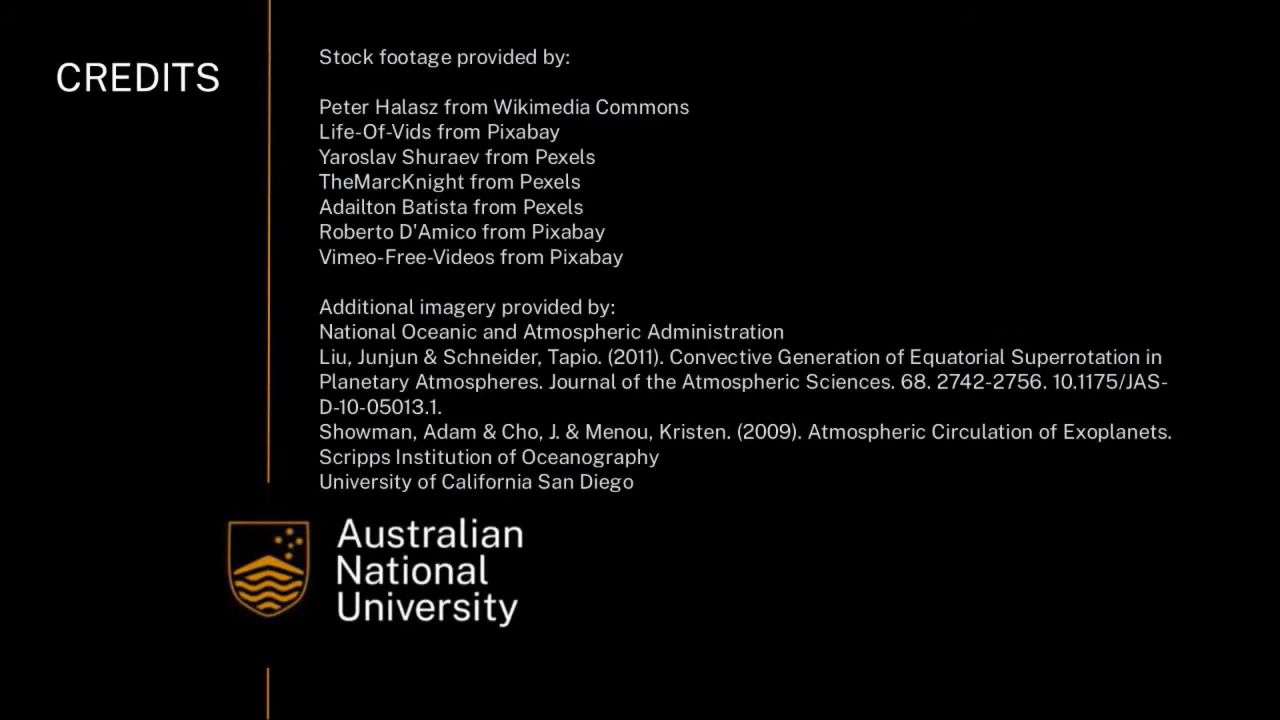 CREDITS
Stock footage provided by:
Peter Halasz from Wikimedia Commons
Life-Of-Vids from Pixabay
Yaroslav Shuraev from Pexels
TheMarcKnight from Pexels
Adailton Batista from Pexels
Roberto D'Amico from Pixabay
Vimeo-Free-Videos from Pixabay
Additional imagery provided by:
National Oceanic and Atmospheric Administration
Liu, Junjun & Schneider, Tapio. (2011). Convective Generation of Equatorial Superrotation in
Planetary Atmospheres. Journal of the Atmospheric Sciences. 68. 2742-2756. 10.1175/JAS-
D-10-05013.1.
Showman, Adam & Cho, J. & Menou, Kristen. (2009). Atmospheric Circulation of Exoplanets.
Scripps Institution of Oceanography
University of California San Diego
Australian
National
University